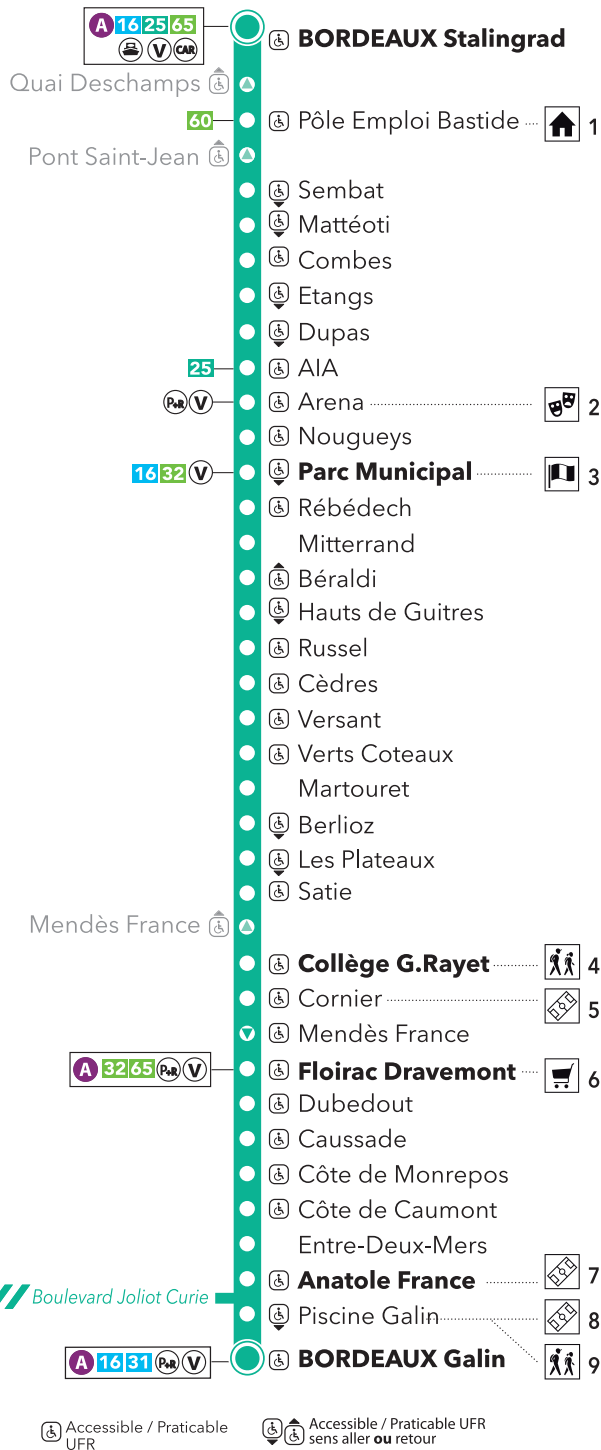 A 16 25 65
V CAR
BORDEAUX Stalingrad
Quai Deschamps
60 Pôle Emploi Bastide 1
Pont Saint-Jean
Sembat
Mattéoti
Combes
Etangs
Dupas
25 AIA
P+R V Arena 2
Nougueys
16 32 V Parc Municipal 3
Rébédech
Mitterrand
Béraldi
Hauts de Guitres
Russel
Cèdres
Versant
Verts Coteaux
Martouret
Berlioz
Les Plateaux
Satie
Mendès France
Collège G.Rayet 4
Cornier 5
Mendès France
A 32 65 P+R V Floirac Dravemont 6
Dubedout
Caussade
Côte de Monrepos
Côte de Caumont
Entre-Deux-Mers
Anatole France 7
Boulevard Joliot Curie
Piscine Galin 8
A 16 31 P+R V BORDEAUX Galin 9
Accessible / Praticable
UFR
Accessible / Praticable UFR
sens aller ou retour